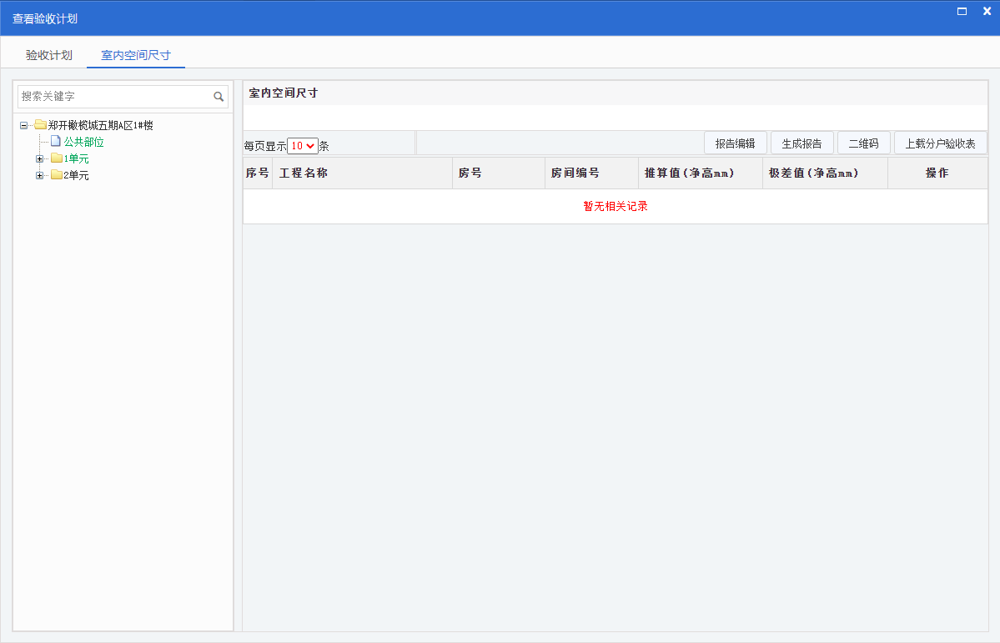 查看验收计划
验收计划 室内空间尺寸
搜索关键字
郑开橄榄城五期A区1#楼
公共部位
1单元
2单元
室内空间尺寸
每页显示 10 条 报告编辑 生成报告 二维码 上载分户验收表
序号 工程名称 房号 房间编号 推算值(净高mm) 极差值(净高mm) 操作
暂无相关记录